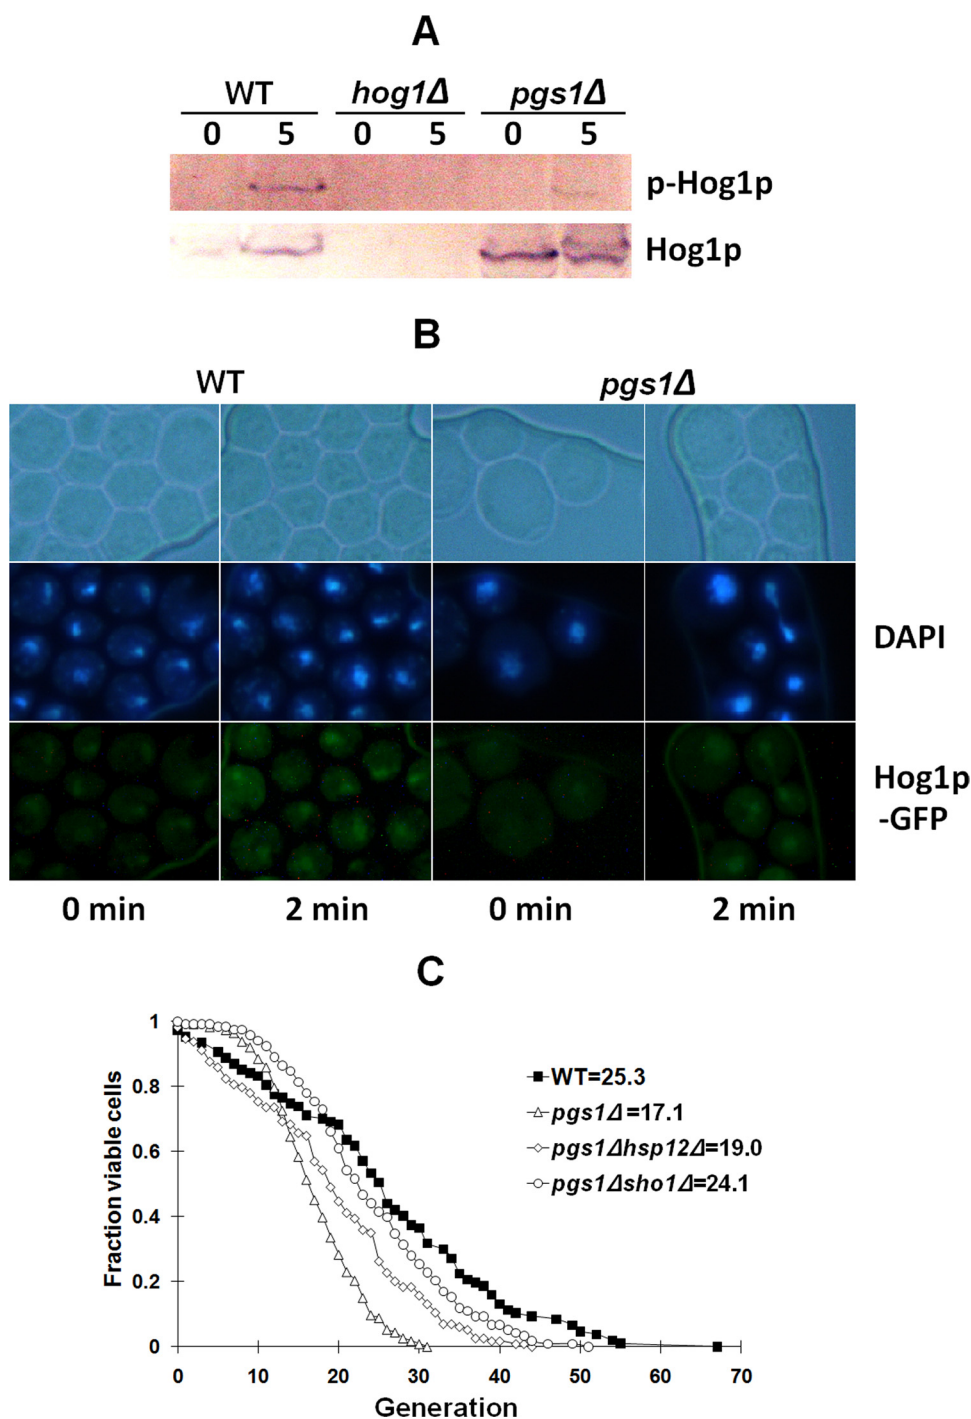 A
WT hog1Δ pgs1Δ
0 5 0 5 0 5
p-Hog1p
Hog1p
B
WT pgs1Δ
DAPI
Hog1p
-GFP
0 min 2 min 0 min 2 min
C
Fraction viable cells
1
0.8
0.6
0.4
0.2
0
WT=25.3
pgs1Δ=17.1
pgs1Δhsp12Δ=19.0
pgs1Δsho1Δ=24.1
0 10 20 30 40 50 60 70
Generation